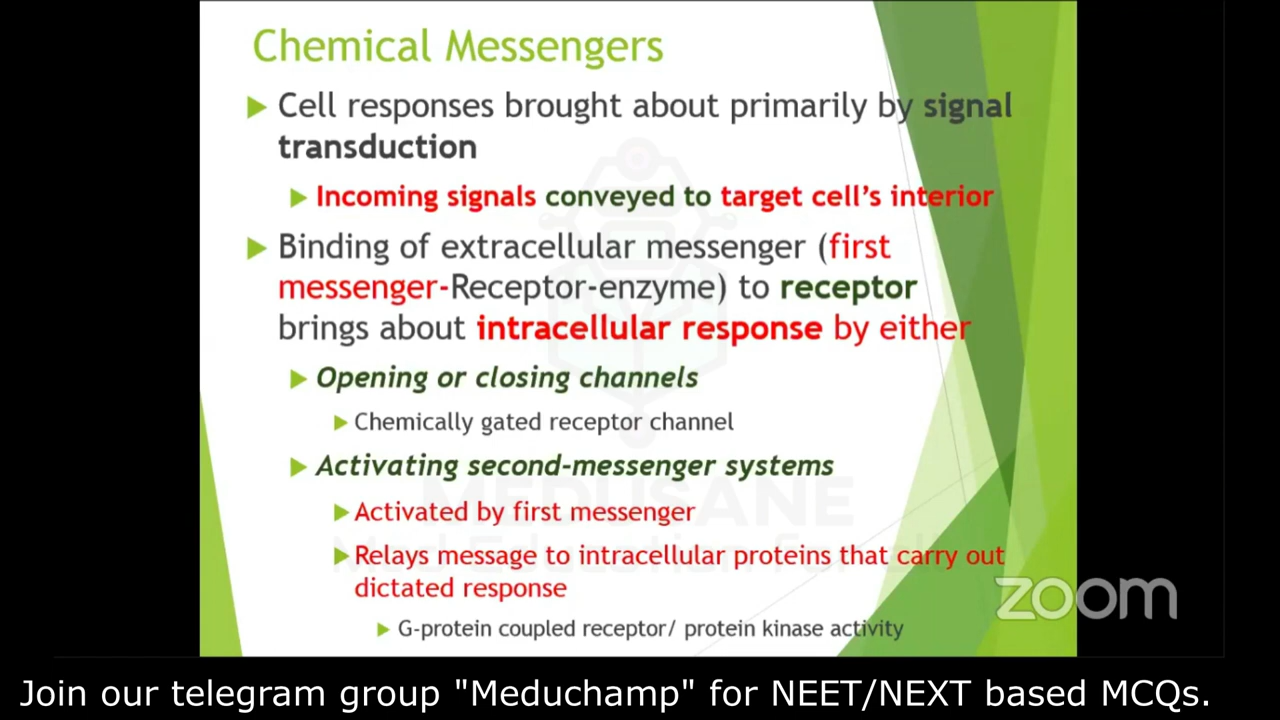 Chemical Messengers
Cell responses brought about primarily by signal
transduction
Incoming signals conveyed to target cell's interior
Binding of extracellular messenger (first
messenger-Receptor-enzyme) to receptor
brings about intracellular response by either
Opening or closing channels
Chemically gated receptor channel
Activating second-messenger systems
MEDUSANE
Activated by first messenger
Relays message to intracellular proteins that carry out
dictated response
zoom
G-protein coupled receptor/ protein kinase activity
Join our telegram group "Meduchamp" for NEET/NEXT based MCQs.